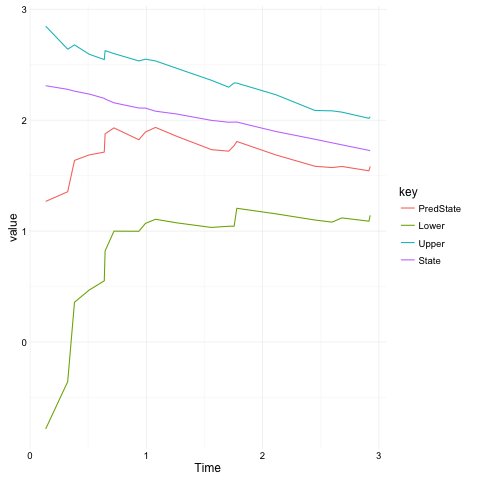 3
2
1
0
value
0 1 2 3
Time
key
PredState
Lower
Upper
State